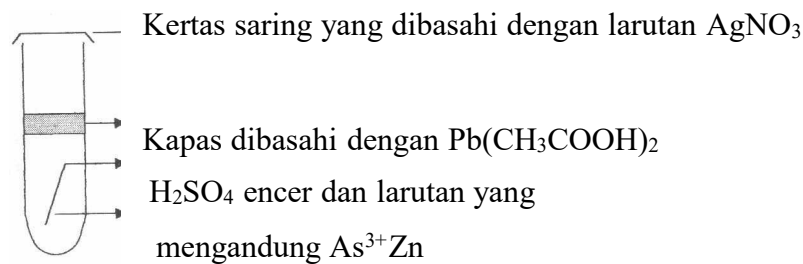 Kertas saring yang dibasahi dengan larutan AgNO₃
Kapas dibasahi dengan Pb(CH₃COOH)₂
H₂SO₄ encer dan larutan yang
mengandung As³⁺Zn